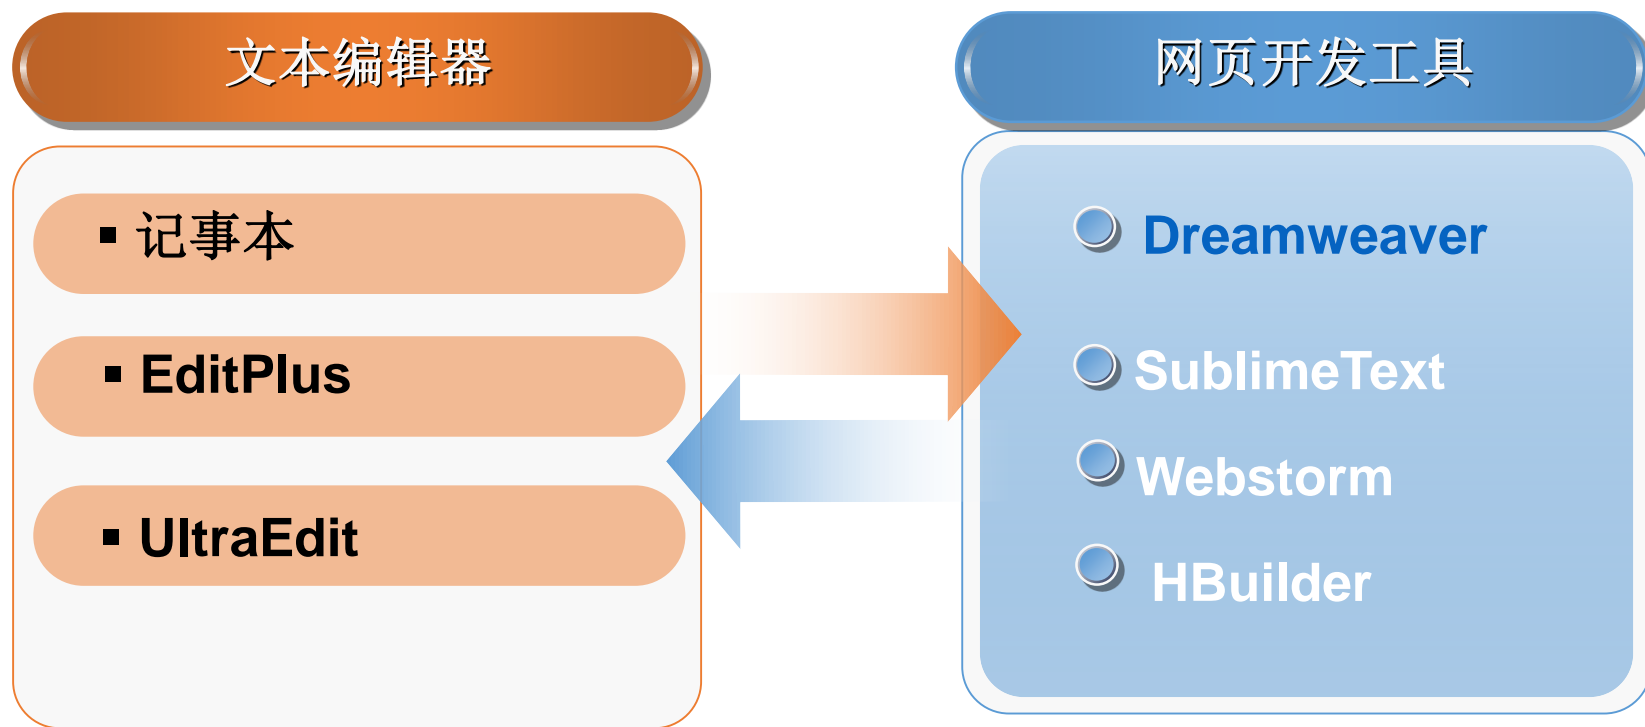 文本编辑器
记事本
EditPlus
UltraEdit
网页开发工具
Dreamweaver
SublimeText
Webstorm
HBuilder